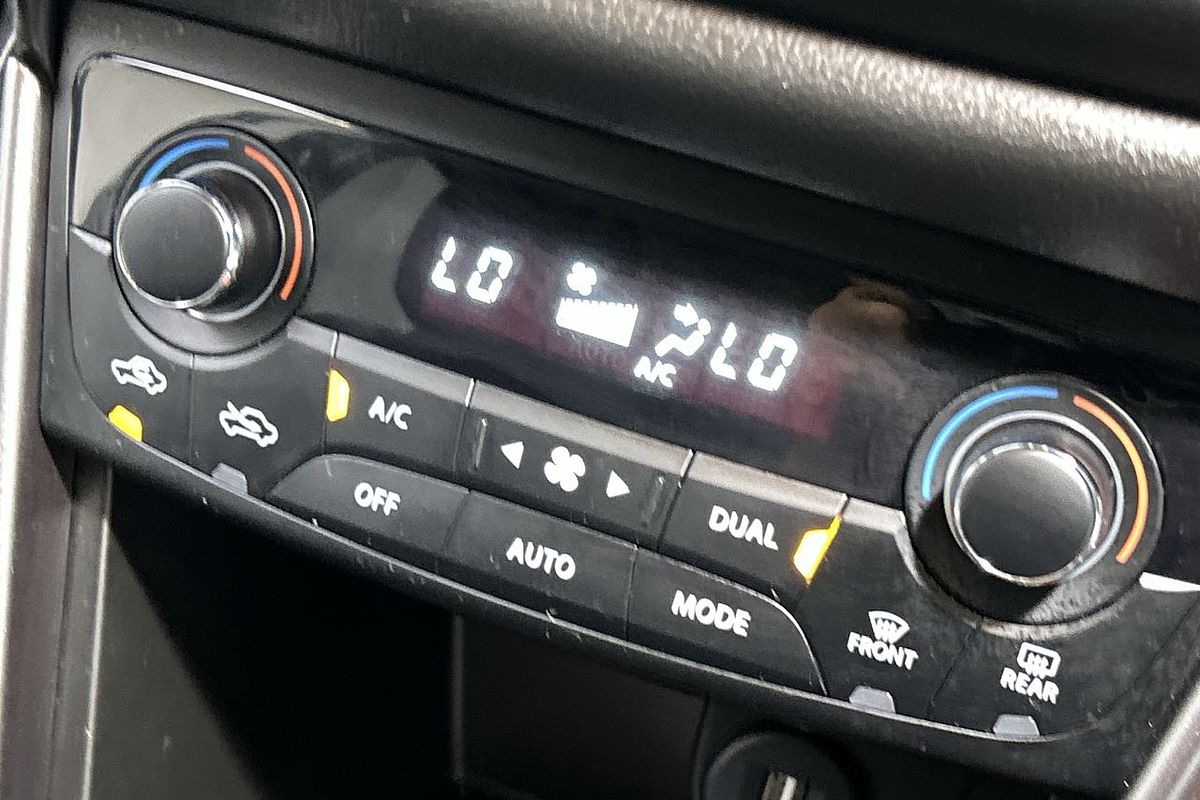 LO
LO
A/C
A/C
OFF
AUTO
DUAL
MODE
FRONT
REAR